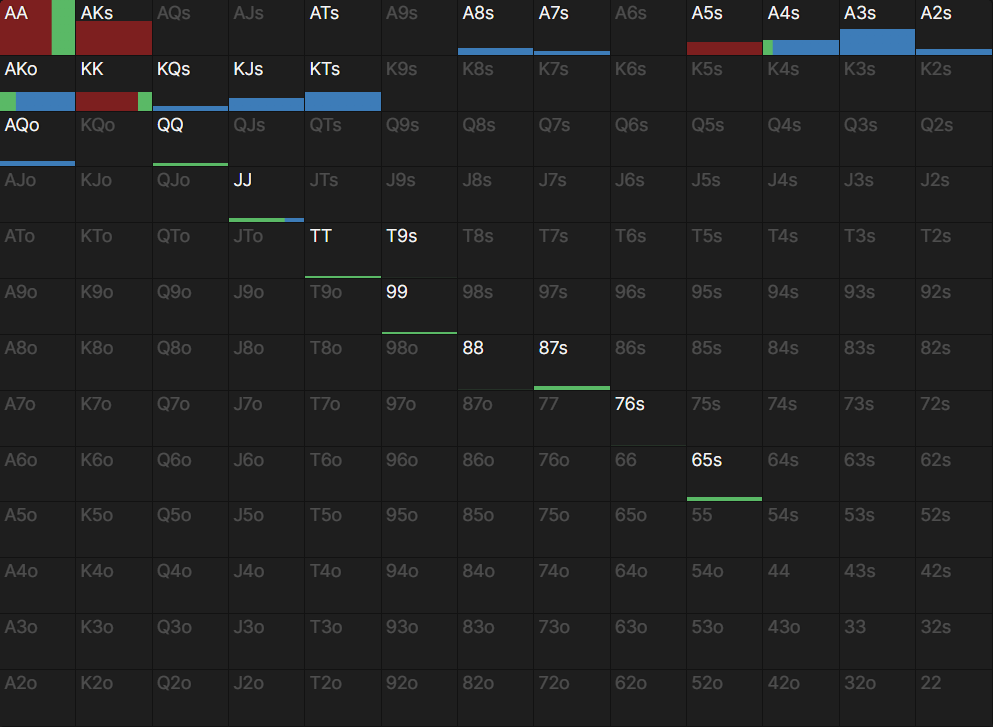 AA AKs AQs AJs ATs A9s A8s A7s A6s A5s A4s A3s A2s
AKo KK KQs KJs KTs K9s K8s K7s K6s K5s K4s K3s K2s
AQo KQo QQ QJs QTs Q9s Q8s Q7s Q6s Q5s Q4s Q3s Q2s
AJo KJo QJo JJ JTs J9s J8s J7s J6s J5s J4s J3s J2s
ATo KTo QTo JTo TT T9s T8s T7s T6s T5s T4s T3s T2s
A9o K9o Q9o J9o T9o 99 98s 97s 96s 95s 94s 93s 92s
A8o K8o Q8o J8o T8o 98o 88 87s 86s 85s 84s 83s 82s
A7o K7o Q7o J7o T7o 97o 87o 77 76s 75s 74s 73s 72s
A6o K6o Q6o J6o T6o 96o 86o 76o 66 65s 64s 63s 62s
A5o K5o Q5o J5o T5o 95o 85o 75o 65o 55 54s 53s 52s
A4o K4o Q4o J4o T4o 94o 84o 74o 64o 54o 44 43s 42s
A3o K3o Q3o J3o T3o 93o 83o 73o 63o 53o 43o 33 32s
A2o K2o Q2o J2o T2o 92o 82o 72o 62o 52o 42o 32o 22